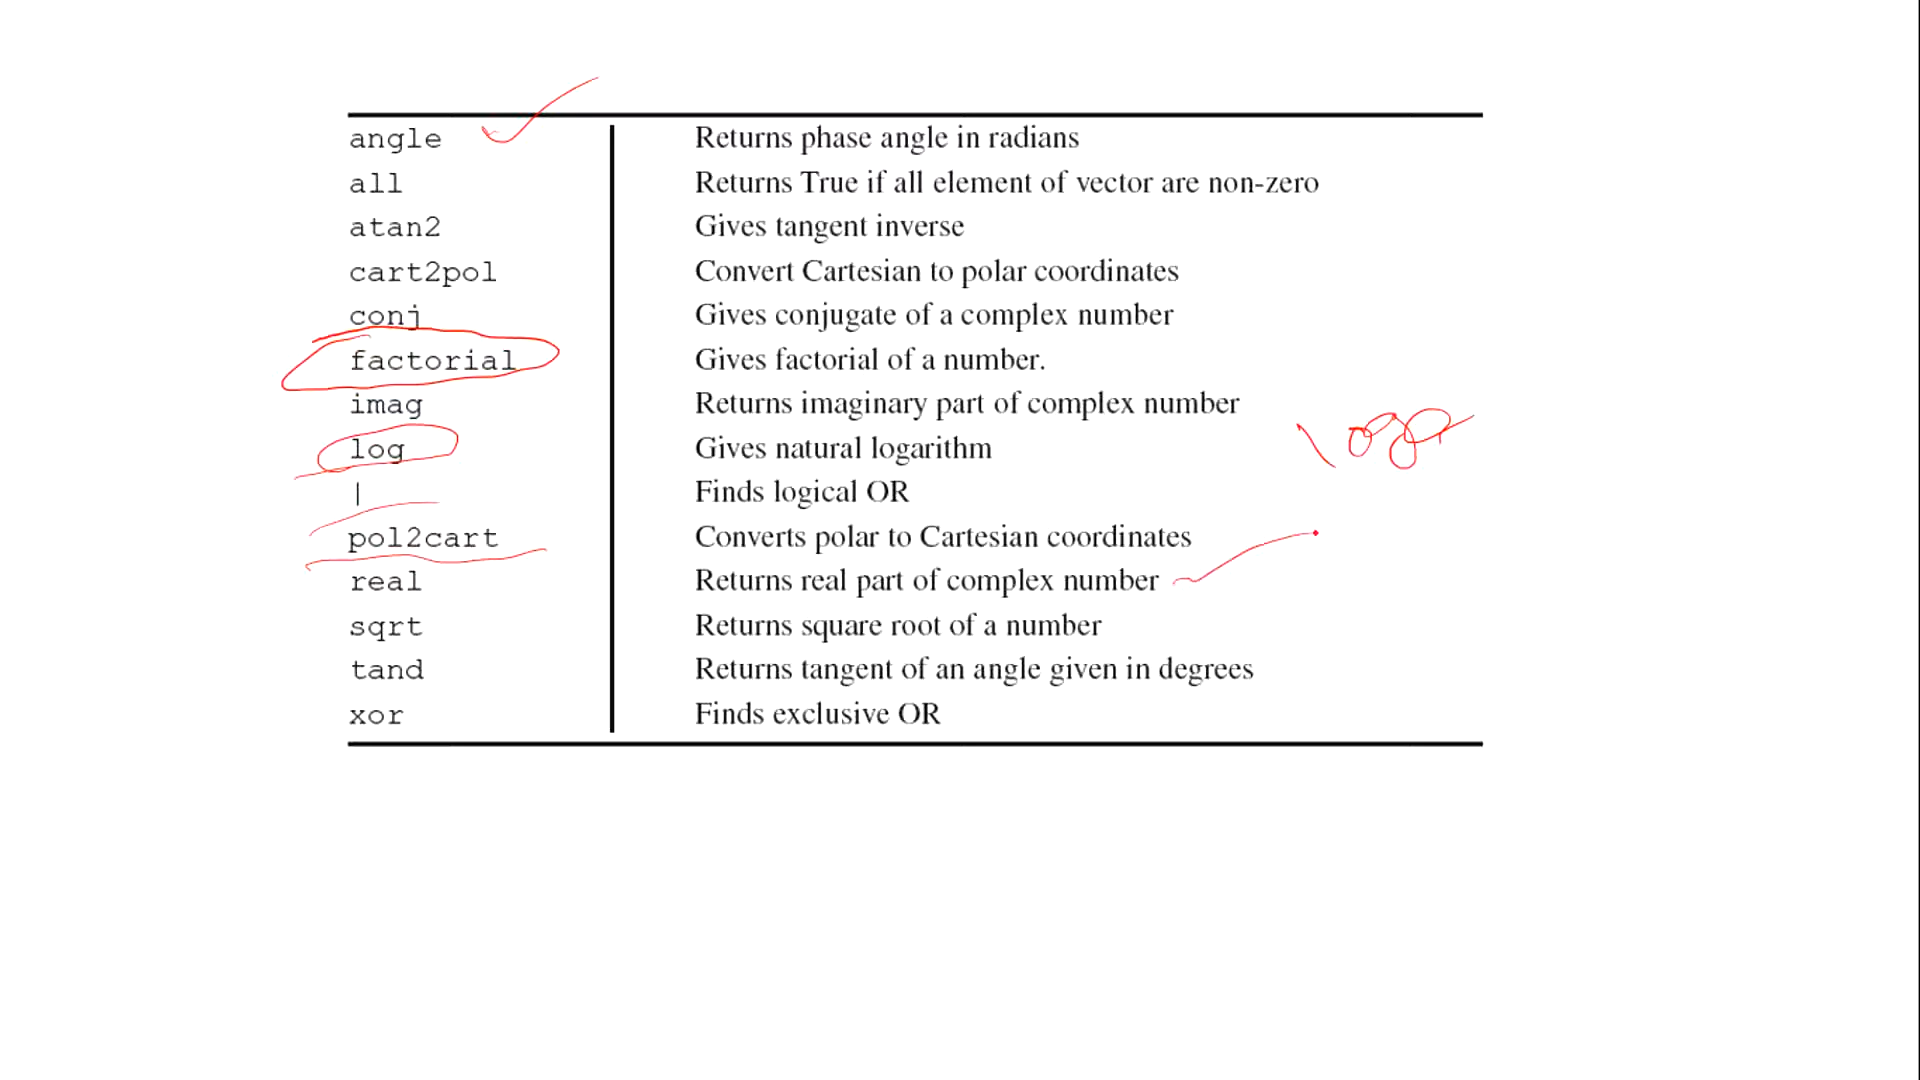 angle Returns phase angle in radians
all Returns True if all element of vector are non-zero
atan2 Gives tangent inverse
cart2pol Convert Cartesian to polar coordinates
conj Gives conjugate of a complex number
factorial Gives factorial of a number.
imag Returns imaginary part of complex number
log Gives natural logarithm loge
| Finds logical OR
pol2cart Converts polar to Cartesian coordinates
real Returns real part of complex number
sqrt Returns square root of a number
tand Returns tangent of an angle given in degrees
xor Finds exclusive OR